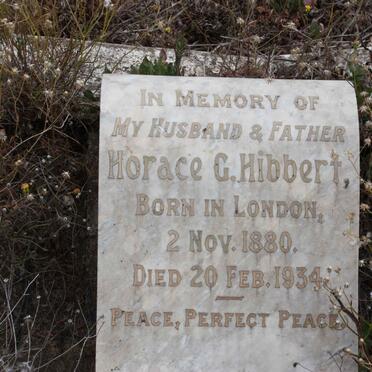 IN MEMORY OF
MY HUSBAND & FATHER
HORACE G. HIBBERT,
BORN IN LONDON,
2 NOV. 1880.
DIED 20 FEB. 1934
PEACE, PERFECT PEACE.